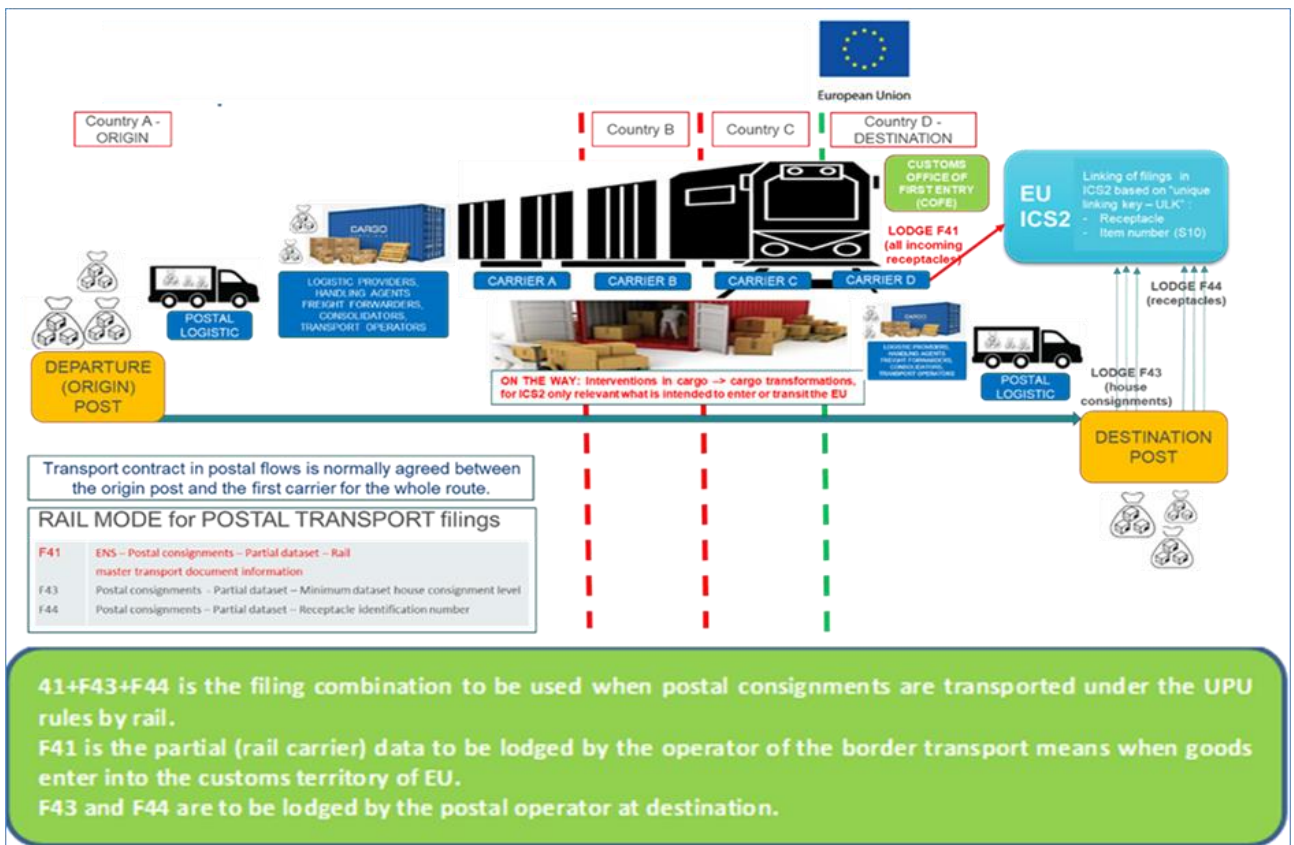 European Union
Country A -
ORIGIN
Country B
Country C
Country D -
DESTINATION
CUSTOMS
OFFICE OF
FIRST ENTRY
(COFE)
EU
ICS2
Linking of filings in
ICS2 based on "unique
linking key – ULK" :
- Receptacle
- Item number (S10)
LODGE F41
(all incoming
receptacles)
CARGO
LOGISTIC PROVIDERS,
HANDLING AGENTS
FREIGHT FORWARDERS,
CONSOLIDATORS,
TRANSPORT OPERATORS
CARRIER A
CARRIER B
CARRIER C
CARRIER D
LODGE F44
(receptacles)
POSTAL
LOGISTIC
CARGO
LOGISTIC PROVIDERS,
HANDLING AGENTS
FREIGHT FORWARDERS,
CONSOLIDATORS,
TRANSPORT OPERATORS
POSTAL
LOGISTIC
LODGE F43
(house
consignments)
DEPARTURE
(ORIGIN)
POST
ON THE WAY: Interventions in cargo –> cargo transformations,
for ICS2 only relevant what is intended to enter or transit the EU
DESTINATION
POST
Transport contract in postal flows is normally agreed between
the origin post and the first carrier for the whole route.
RAIL MODE for POSTAL TRANSPORT filings
F41 ENS – Postal consignments – Partial dataset – Rail
master transport document information
F43 Postal consignments - Partial dataset – Minimum dataset house consignment level
F44 Postal consignments – Partial dataset – Receptacle identification number
41+F43+F44 is the filing combination to be used when postal consignments are transported under the UPU
rules by rail.
F41 is the partial (rail carrier) data to be lodged by the operator of the border transport means when goods
enter into the customs territory of EU.
F43 and F44 are to be lodged by the postal operator at destination.